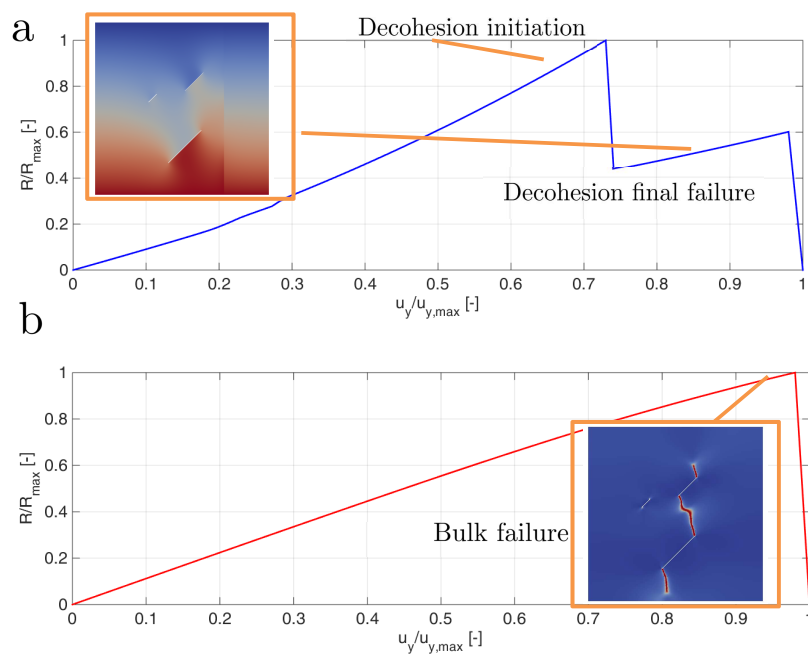 a
Decohesion initiation
1
0.8
0.6
0.4
0.2
0
R/R_max [-]
Decohesion final failure
0 0.1 0.2 0.3 0.4 0.5 0.6 0.7 0.8 0.9 1
u_y/u_y,max [-]
b
1
0.8
0.6
0.4
0.2
0
R/R_max [-]
Bulk failure
0 0.1 0.2 0.3 0.4 0.5 0.6 0.7 0.8 0.9 1
u_y/u_y,max [-]